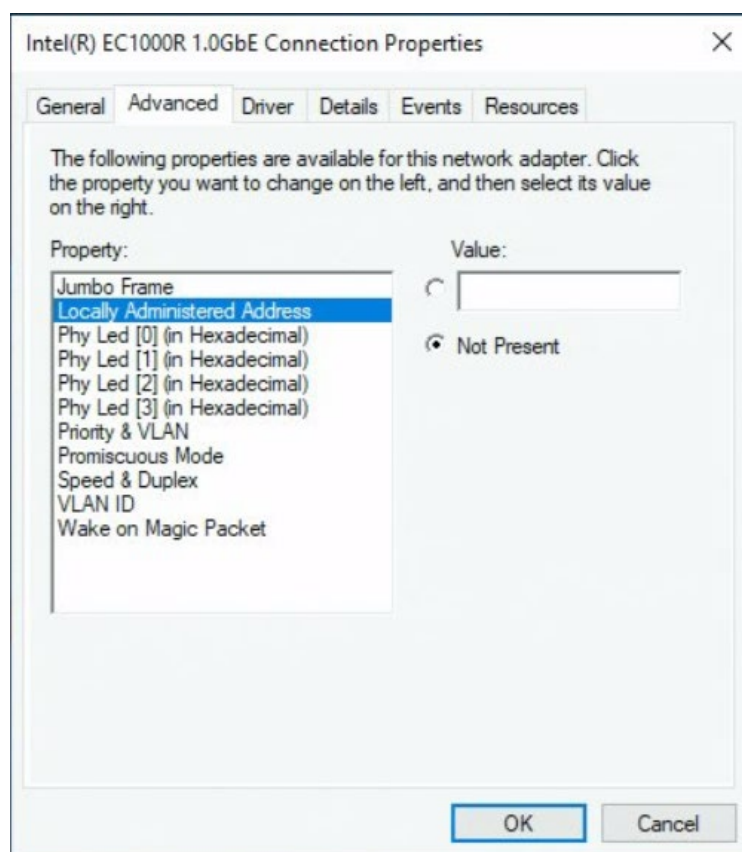 Intel(R) EC1000R 1.0GbE Connection Properties
General Advanced Driver Details Events Resources
The following properties are available for this network adapter. Click
the property you want to change on the left, and then select its value
on the right.
Property:
Value:
Jumbo Frame
Locally Administered Address
Phy Led [0] (in Hexadecimal)
Phy Led [1] (in Hexadecimal)
Phy Led [2] (in Hexadecimal)
Phy Led [3] (in Hexadecimal)
Priority & VLAN
Promiscuous Mode
Speed & Duplex
VLAN ID
Wake on Magic Packet
Not Present
OK Cancel